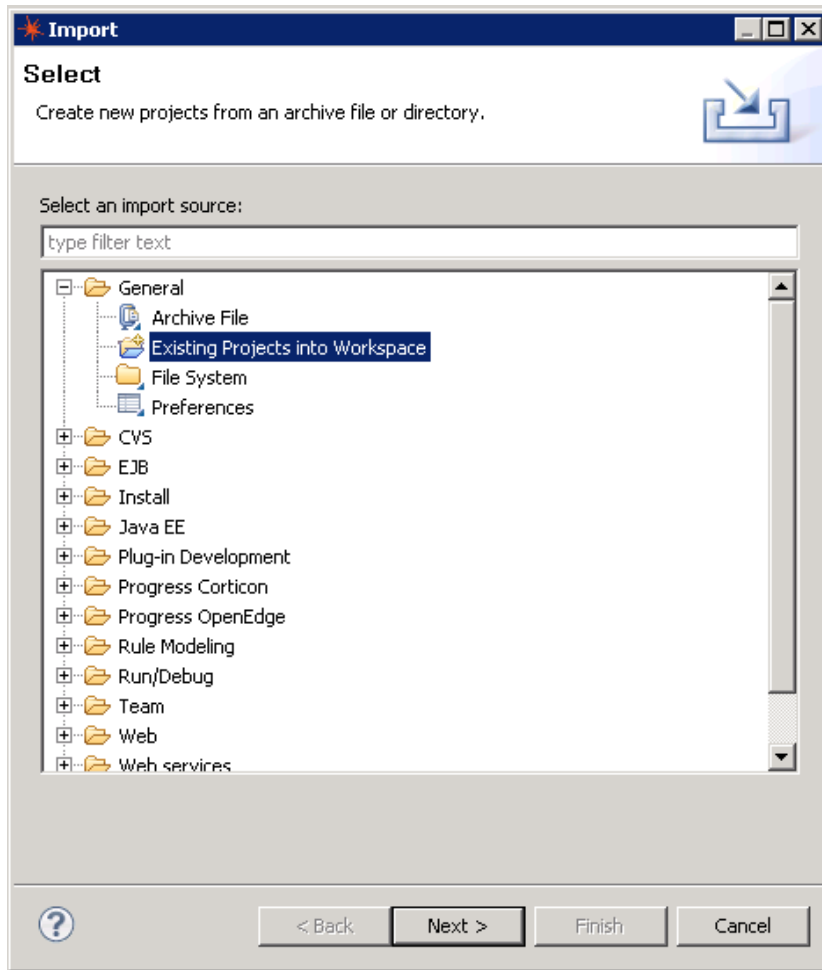 Import
Select
Create new projects from an archive file or directory.
Select an import source:
type filter text
General
Archive File
Existing Projects into Workspace
File System
Preferences
CVS
EJB
Install
Java EE
Plug-in Development
Progress Corticon
Progress OpenEdge
Rule Modeling
Run/Debug
Team
Web
Web services
? < Back Next > Finish Cancel